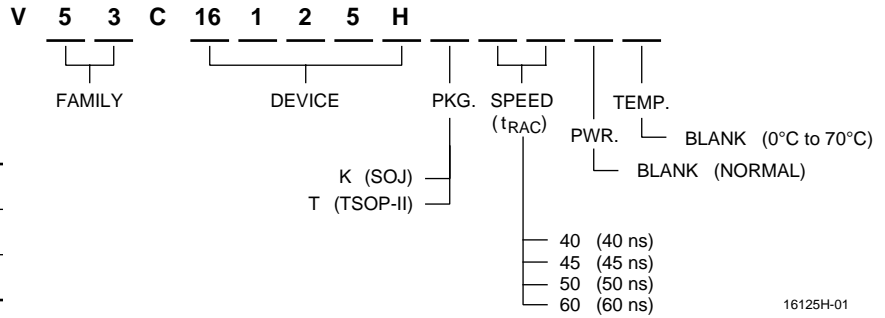 V 5 3 C 16 1 2 5 H
FAMILY DEVICE PKG. SPEED (tRAC) PWR. TEMP.
BLANK (0°C to 70°C)
BLANK (NORMAL)
K (SOJ)
T (TSOP-II)
40 (40 ns)
45 (45 ns)
50 (50 ns)
60 (60 ns)
16125H-01